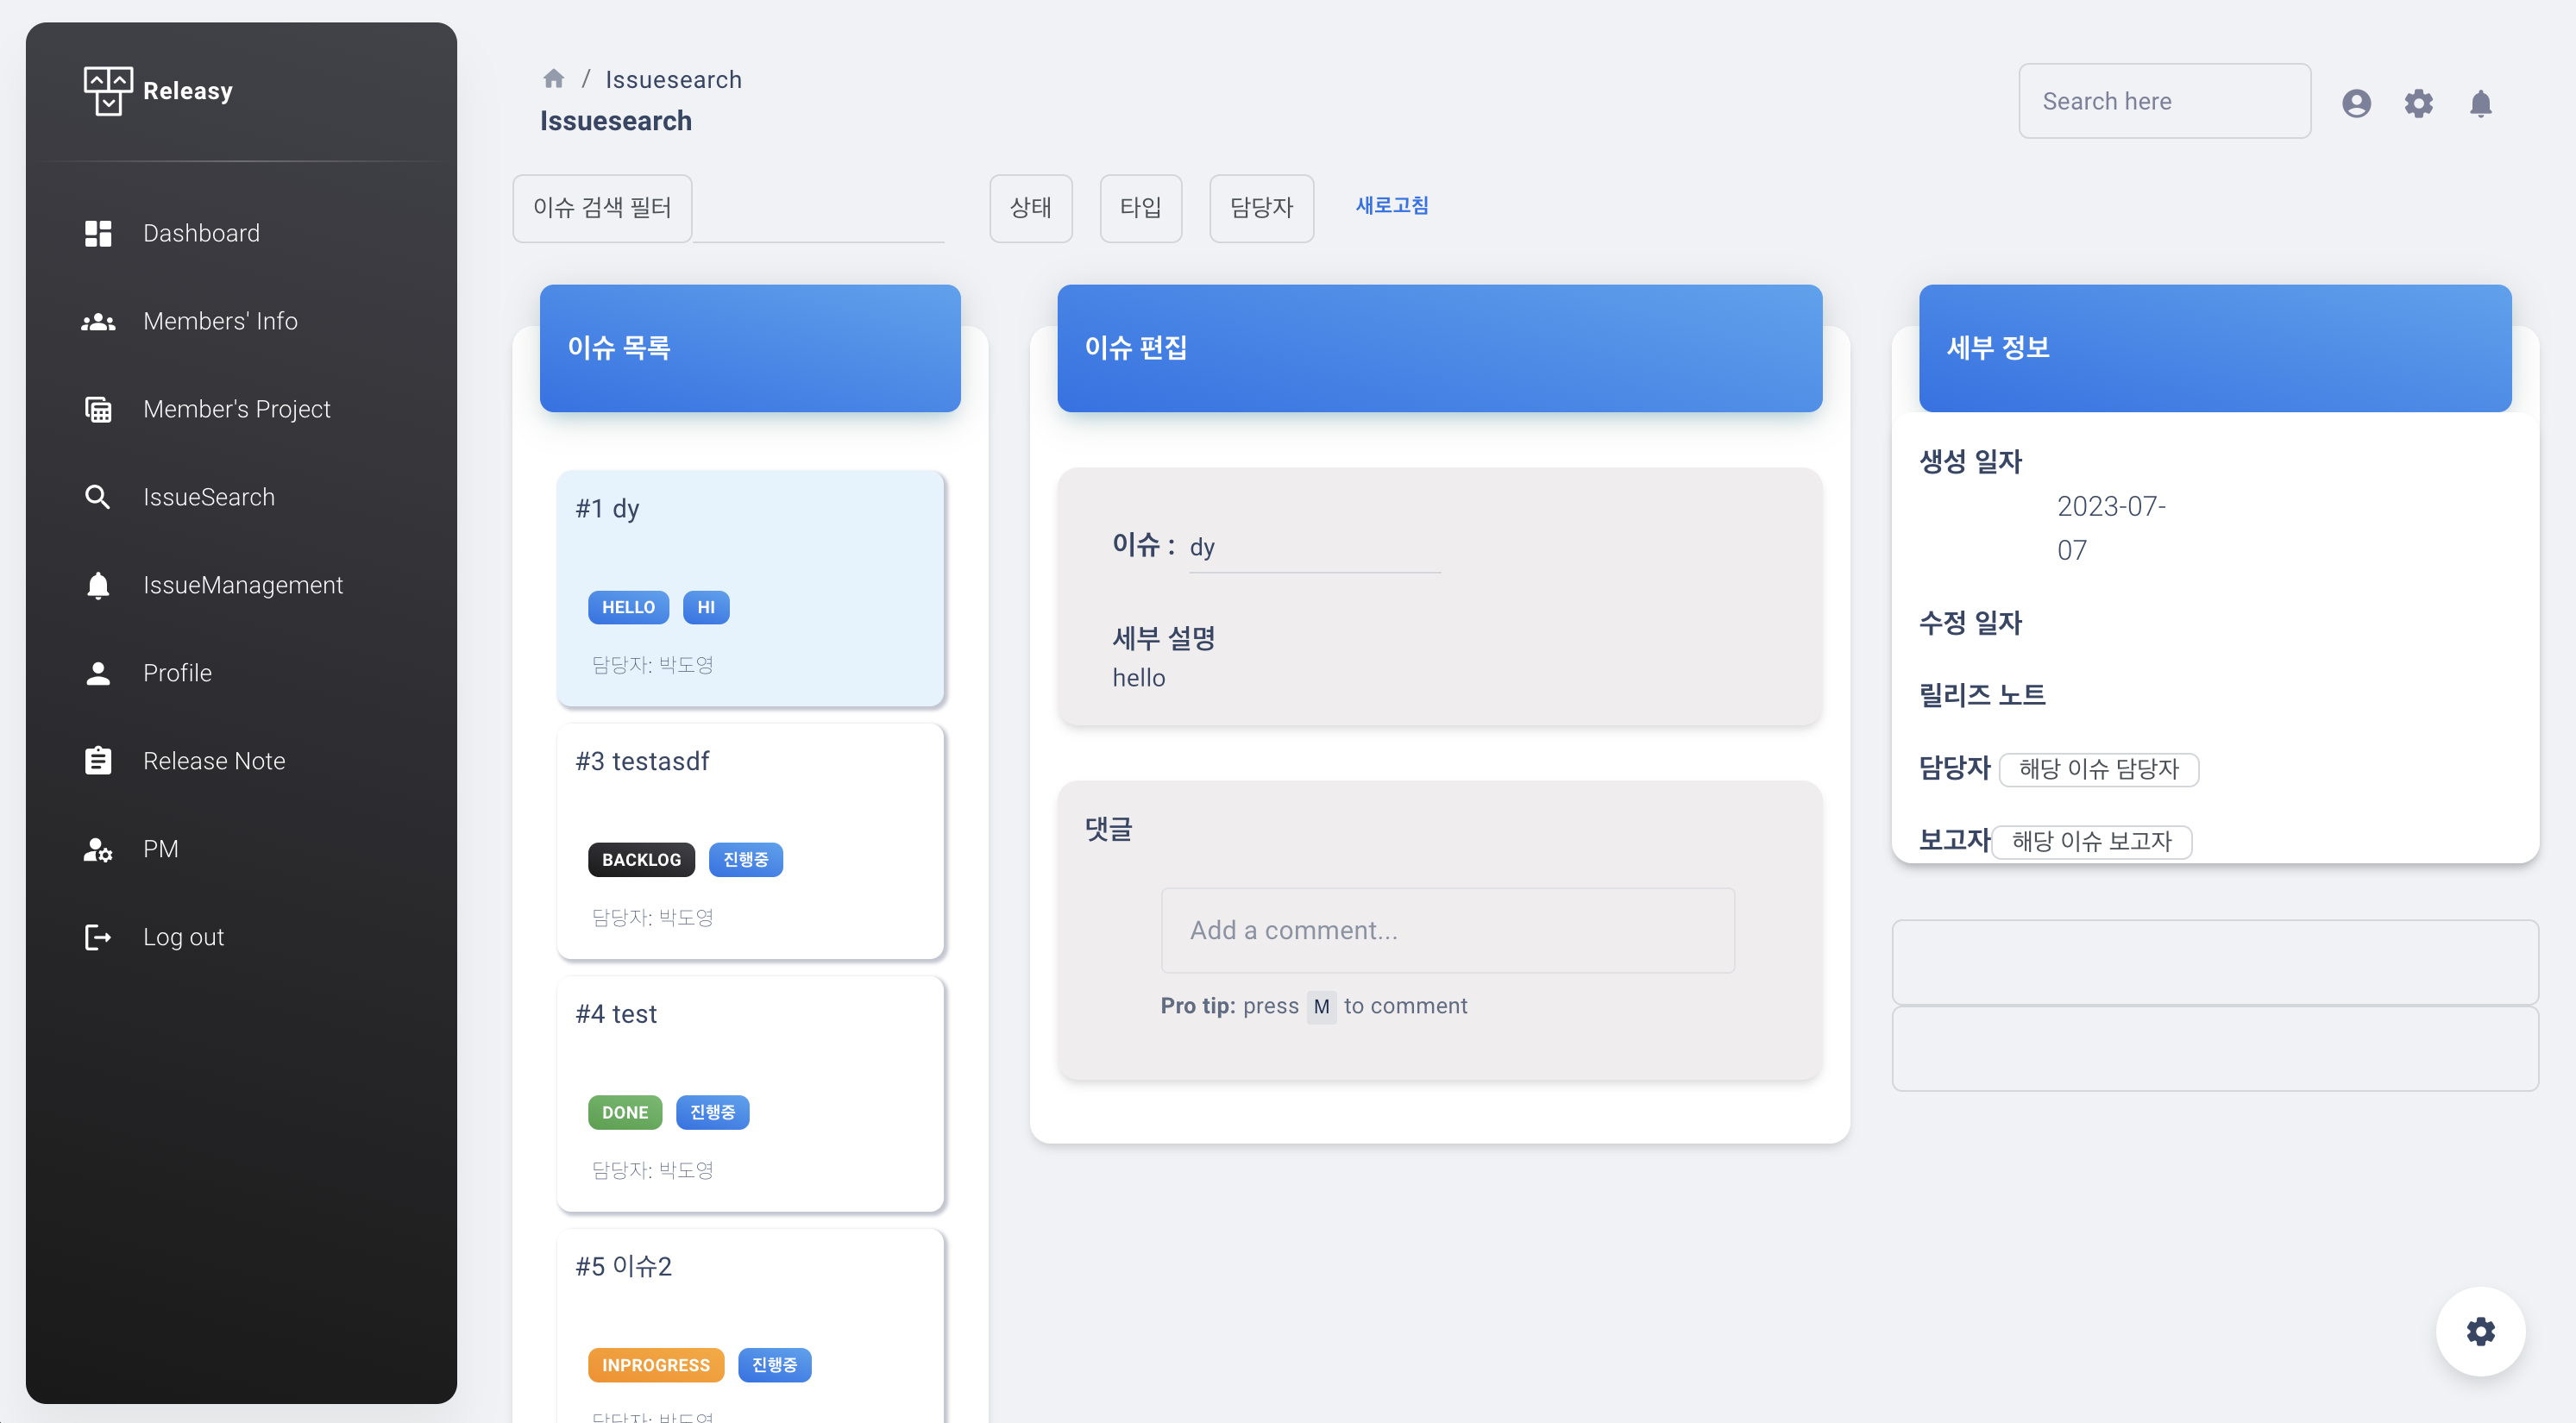 Releasy
Dashboard
Members' Info
Member's Project
IssueSearch
IssueManagement
Profile
Release Note
PM
Log out
/ Issuesearch
Issuesearch
Search here
이슈 검색 필터
상태
타입
담당자
새로고침
이슈 목록
#1 dy
HELLO HI
담당자: 박도영
#3 testasdf
BACKLOG 진행중
담당자: 박도영
#4 test
DONE 진행중
담당자: 박도영
#5 이슈2
INPROGRESS 진행중
담당자: 박도영
이슈 편집
이슈 : dy
세부 설명
hello
댓글
Add a comment...
Pro tip: press M to comment
세부 정보
생성 일자
2023-07-
07
수정 일자
릴리즈 노트
담당자 해당 이슈 담당자
보고자 해당 이슈 보고자